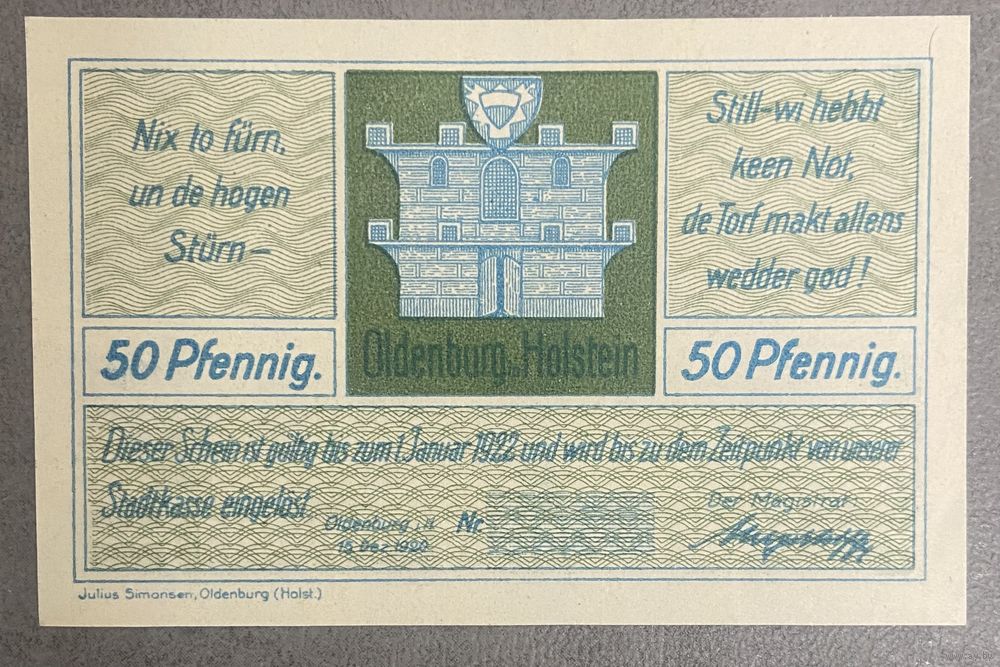 Nix to fürn,
un de hogen
Stürn-
Still-wi hebbt
keen Not,
de Torf makt allens
wedder god!
50 Pfennig.
Oldenburg i. Holstein
50 Pfennig.
Dieser Schein ist gültig bis zum 1. Januar 1922 und wird bis zu dem Zeitpunkt von unserer
Stadtkasse eingelöst.
Oldenburg i. H.
15. Dez. 1920
Nr
Der Magistrat
Julius Simonsen, Oldenburg (Holst.)